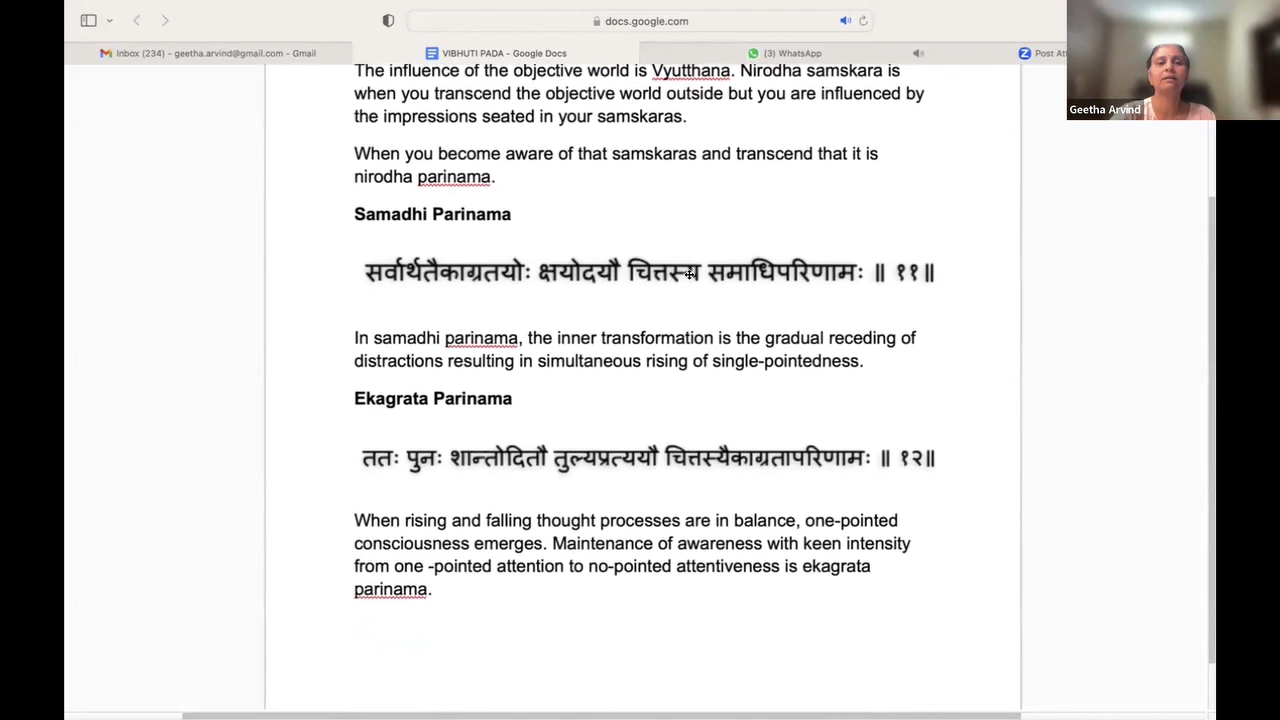 docs.google.com
Inbox (234) - geetha.arvind@gmail.com - Gmail
VIBHUTI PADA - Google Docs
(3) WhatsApp
Post Att
Geetha Arvind
The influence of the objective world is Vyutthana. Nirodha samskara is
when you transcend the objective world outside but you are influenced by
the impressions seated in your samskaras.
When you become aware of that samskaras and transcend that it is
nirodha parinama.
Samadhi Parinama
सर्वार्थतैकाग्रतयोः क्षयोदयौ चित्तस्य समाधिपरिणामः ॥ ११॥
In samadhi parinama, the inner transformation is the gradual receding of
distractions resulting in simultaneous rising of single-pointedness.
Ekagrata Parinama
ततः पुनः शान्तोदितौ तुल्यप्रत्ययौ चित्तस्यैकाग्रतापरिणामः ॥ १२॥
When rising and falling thought processes are in balance, one-pointed
consciousness emerges. Maintenance of awareness with keen intensity
from one -pointed attention to no-pointed attentiveness is ekagrata
parinama.